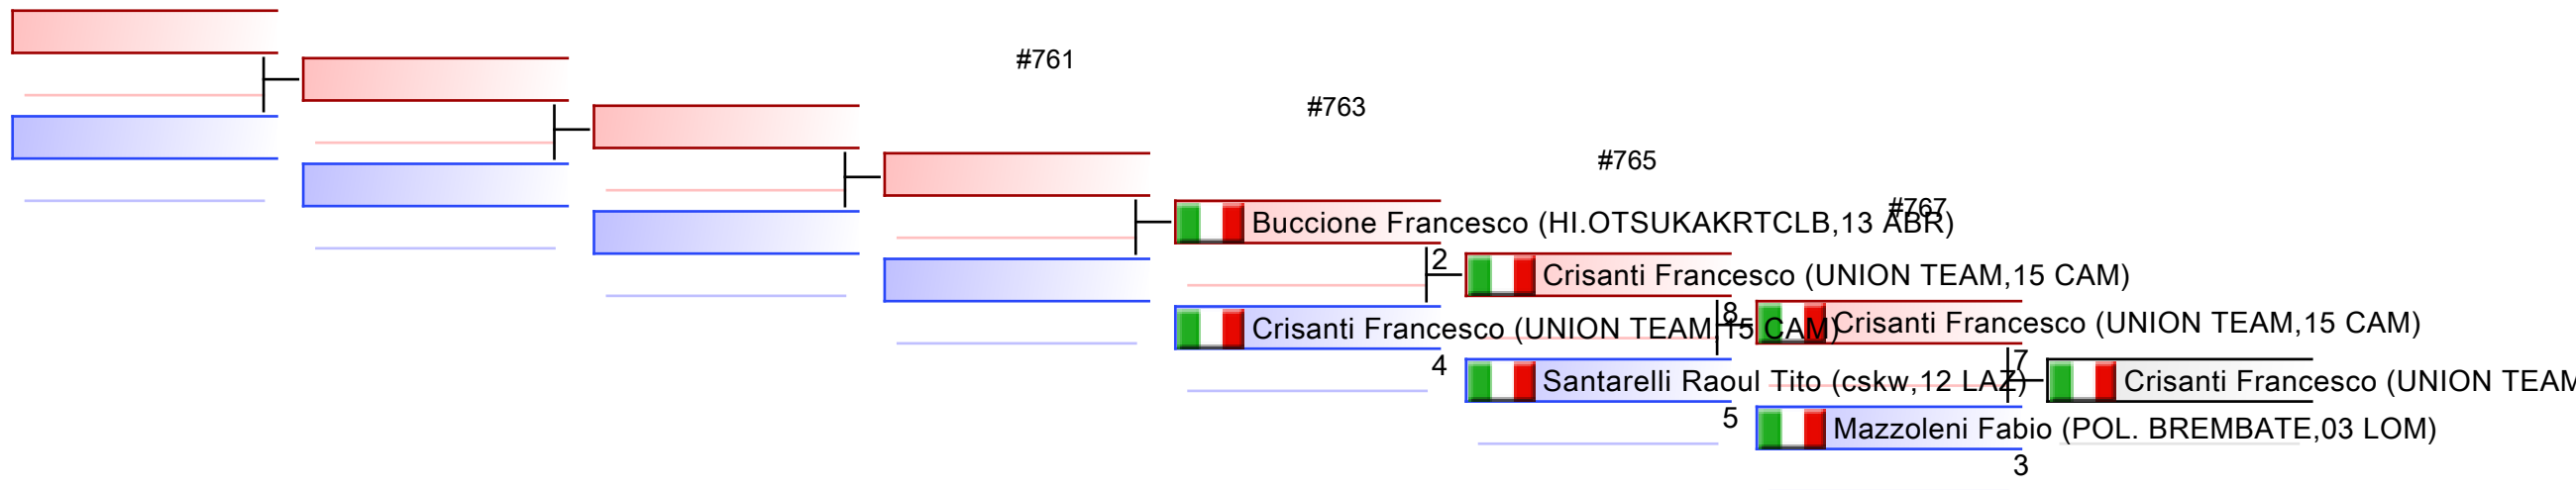 #761
#763
#765
#767
Buccione Francesco (HI.OTSUKAKRTCLB,13 ABR)
2
Crisanti Francesco (UNION TEAM,15 CAM)
8
Crisanti Francesco (UNION TEAM,15 CAM)
Crisanti Francesco (UNION TEAM,15 CAM)
4
7
Santarelli Raoul Tito (cskw,12 LAZ)
Crisanti Francesco (UNION TEAM
5
Mazzoleni Fabio (POL. BREMBATE,03 LOM)
3